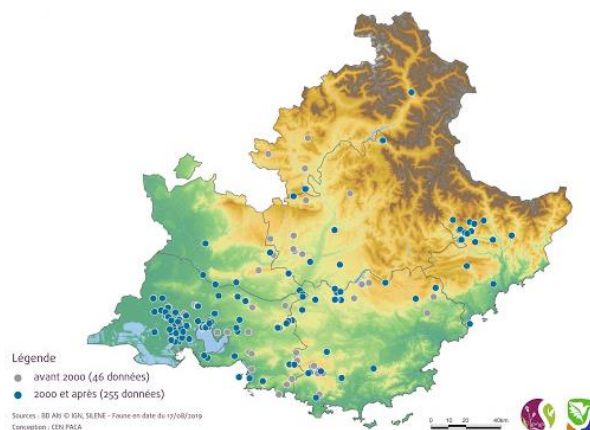 Légende
avant 2000 (46 données)
2000 et après (255 données)
Sources : BD Alti © IGN, SILENE - Faune en date du 17/08/2019
Conception : CEN PACA
0 10 20 40km